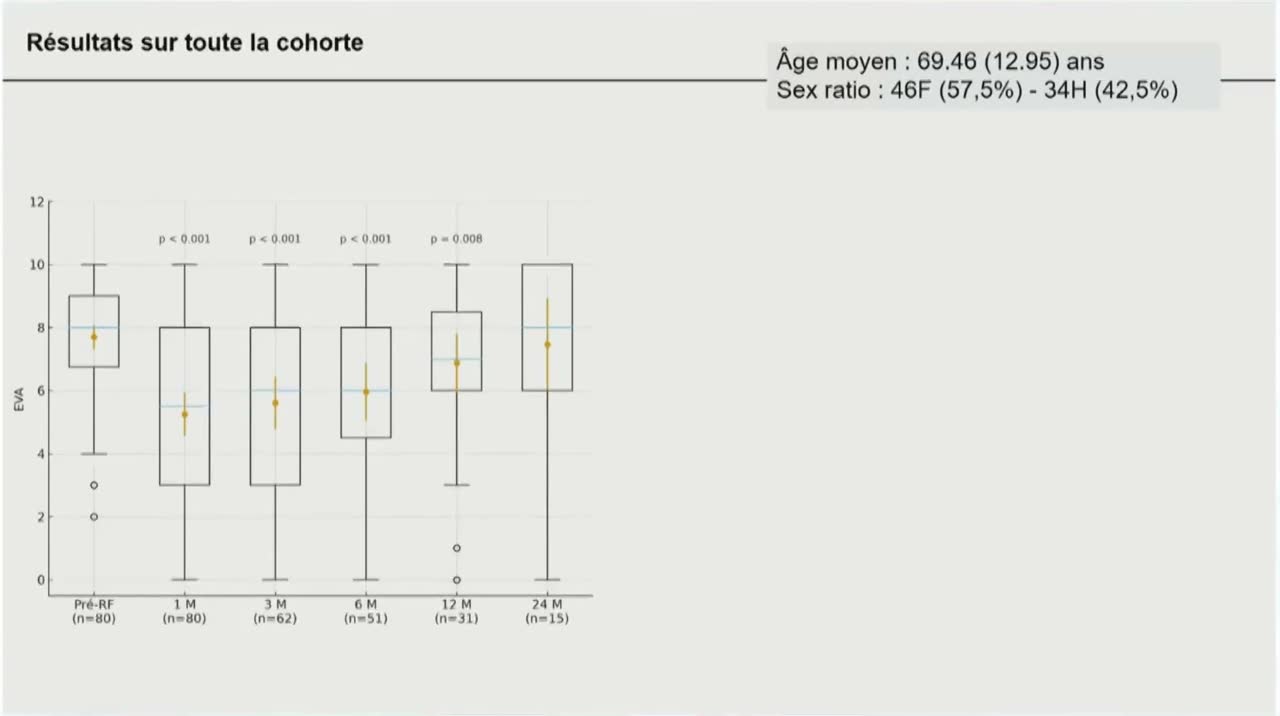 Résultats sur toute la cohorte
Âge moyen : 69.46 (12.95) ans
Sex ratio : 46F (57,5%) - 34H (42,5%)
12
10
8
6
4
2
0
EVA
p < 0.001
p < 0.001
p < 0.001
p = 0.008
Pré-RF
(n=80)
1 M
(n=80)
3 M
(n=62)
6 M
(n=51)
12 M
(n=31)
24 M
(n=15)